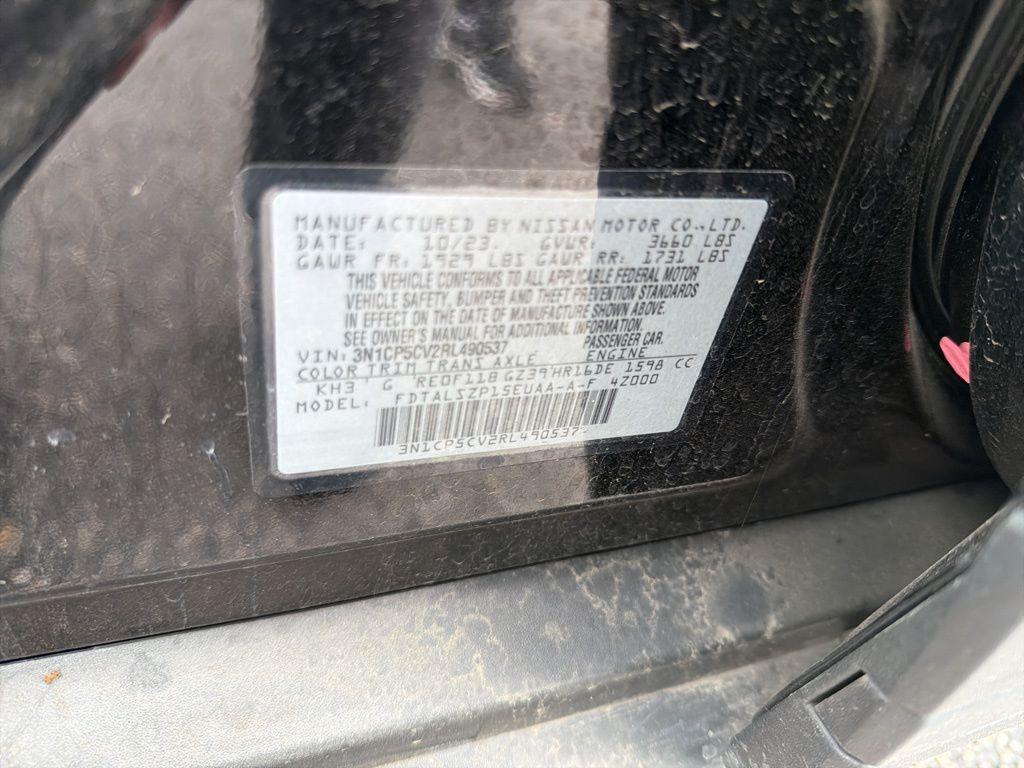 MANUFACTURED BY NISSAN MOTOR CO.,LTD.
DATE: 10/23. GVWR: 3660 LBS
GAWR FR: 1929 LBS GAWR RR: 1731 LBS
THIS VEHICLE CONFORMS TO ALL APPLICABLE FEDERAL MOTOR
VEHICLE SAFETY, BUMPER AND THEFT PREVENTION STANDARDS
IN EFFECT ON THE DATE OF MANUFACTURE SHOWN ABOVE.
SEE OWNER'S MANUAL FOR ADDITIONAL INFORMATION.
VIN: 3N1CP5CV2RL490537 PASSENGER CAR.
COLOR TRIM TRANS AXLE ENGINE
KH3 G RE0F11B GZ39 HR16DE 1598 CC
MODEL: FDTALSZP15EUAA-A-F 4Z000
3N1CP5CV2RL490537